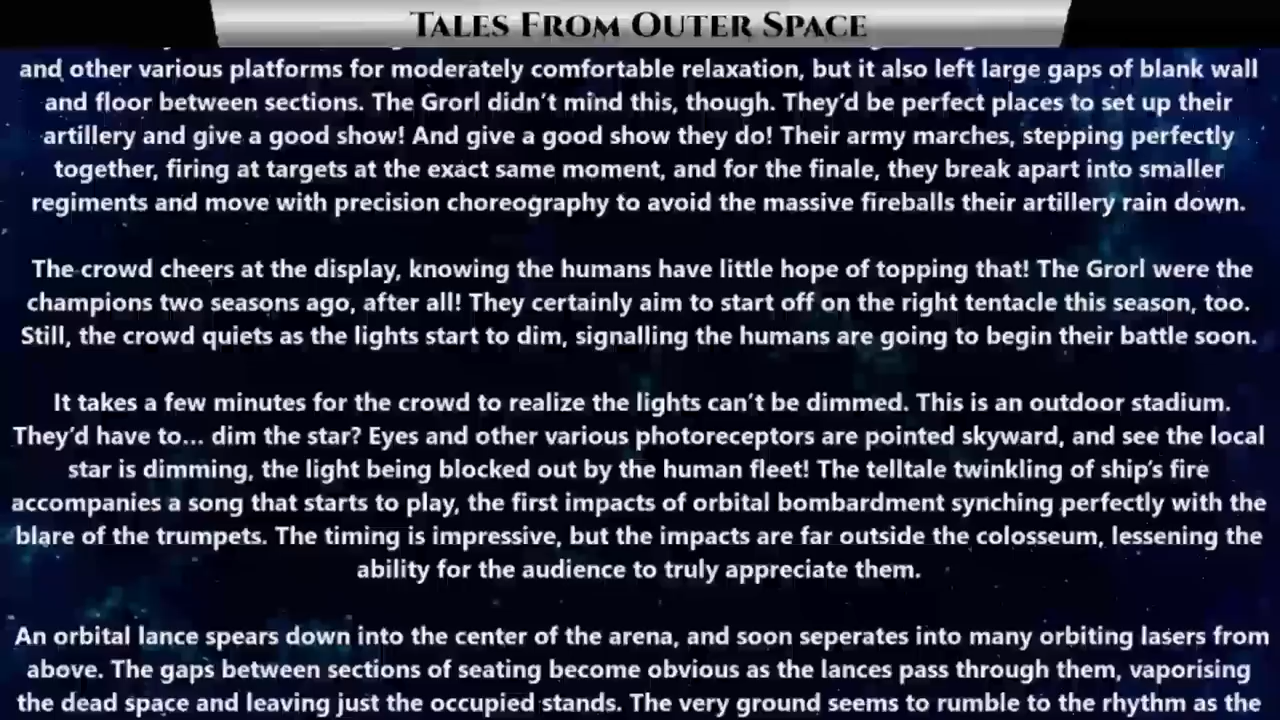 Tales From Outer Space
and other various platforms for moderately comfortable relaxation, but it also left large gaps of blank wall
and floor between sections. The Grorl didn't mind this, though. They'd be perfect places to set up their
artillery and give a good show! And give a good show they do! Their army marches, stepping perfectly
together, firing at targets at the exact same moment, and for the finale, they break apart into smaller
regiments and move with precision choreography to avoid the massive fireballs their artillery rain down.
The crowd cheers at the display, knowing the humans have little hope of topping that! The Grorl were the
champions two seasons ago, after all! They certainly aim to start off on the right tentacle this season, too.
Still, the crowd quiets as the lights start to dim, signalling the humans are going to begin their battle soon.
It takes a few minutes for the crowd to realize the lights can't be dimmed. This is an outdoor stadium.
They'd have to... dim the star? Eyes and other various photoreceptors are pointed skyward, and see the local
star is dimming, the light being blocked out by the human fleet! The telltale twinkling of ship's fire
accompanies a song that starts to play, the first impacts of orbital bombardment synching perfectly with the
blare of the trumpets. The timing is impressive, but the impacts are far outside the colosseum, lessening the
ability for the audience to truly appreciate them.
An orbital lance spears down into the center of the arena, and soon seperates into many orbiting lasers from
above. The gaps between sections of seating become obvious as the lances pass through them, vaporising
the dead space and leaving just the occupied stands. The very ground seems to rumble to the rhythm as the